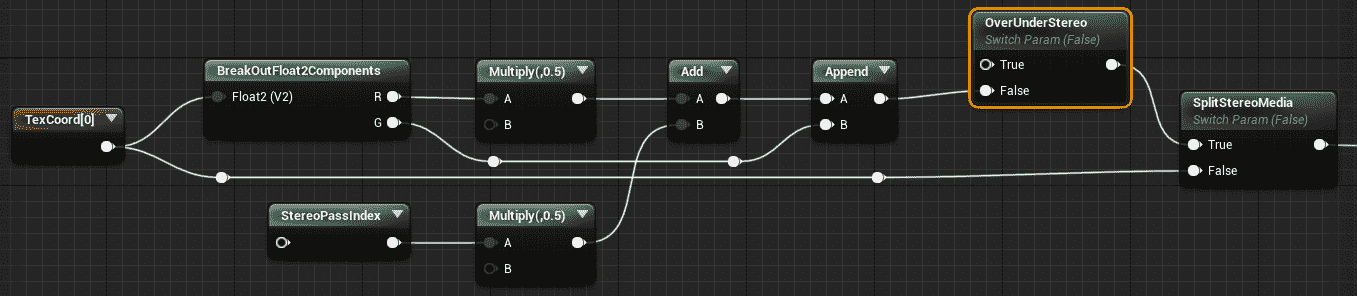 OverUnderStereo
Switch Param (False)
True
False
BreakOutFloat2Components
Float2 (V2)
R
G
Multiply(,0.5)
A
B
Add
A
B
Append
A
B
TexCoord[0]
SplitStereoMedia
Switch Param (False)
True
False
StereoPassIndex
Multiply(,0.5)
A
B